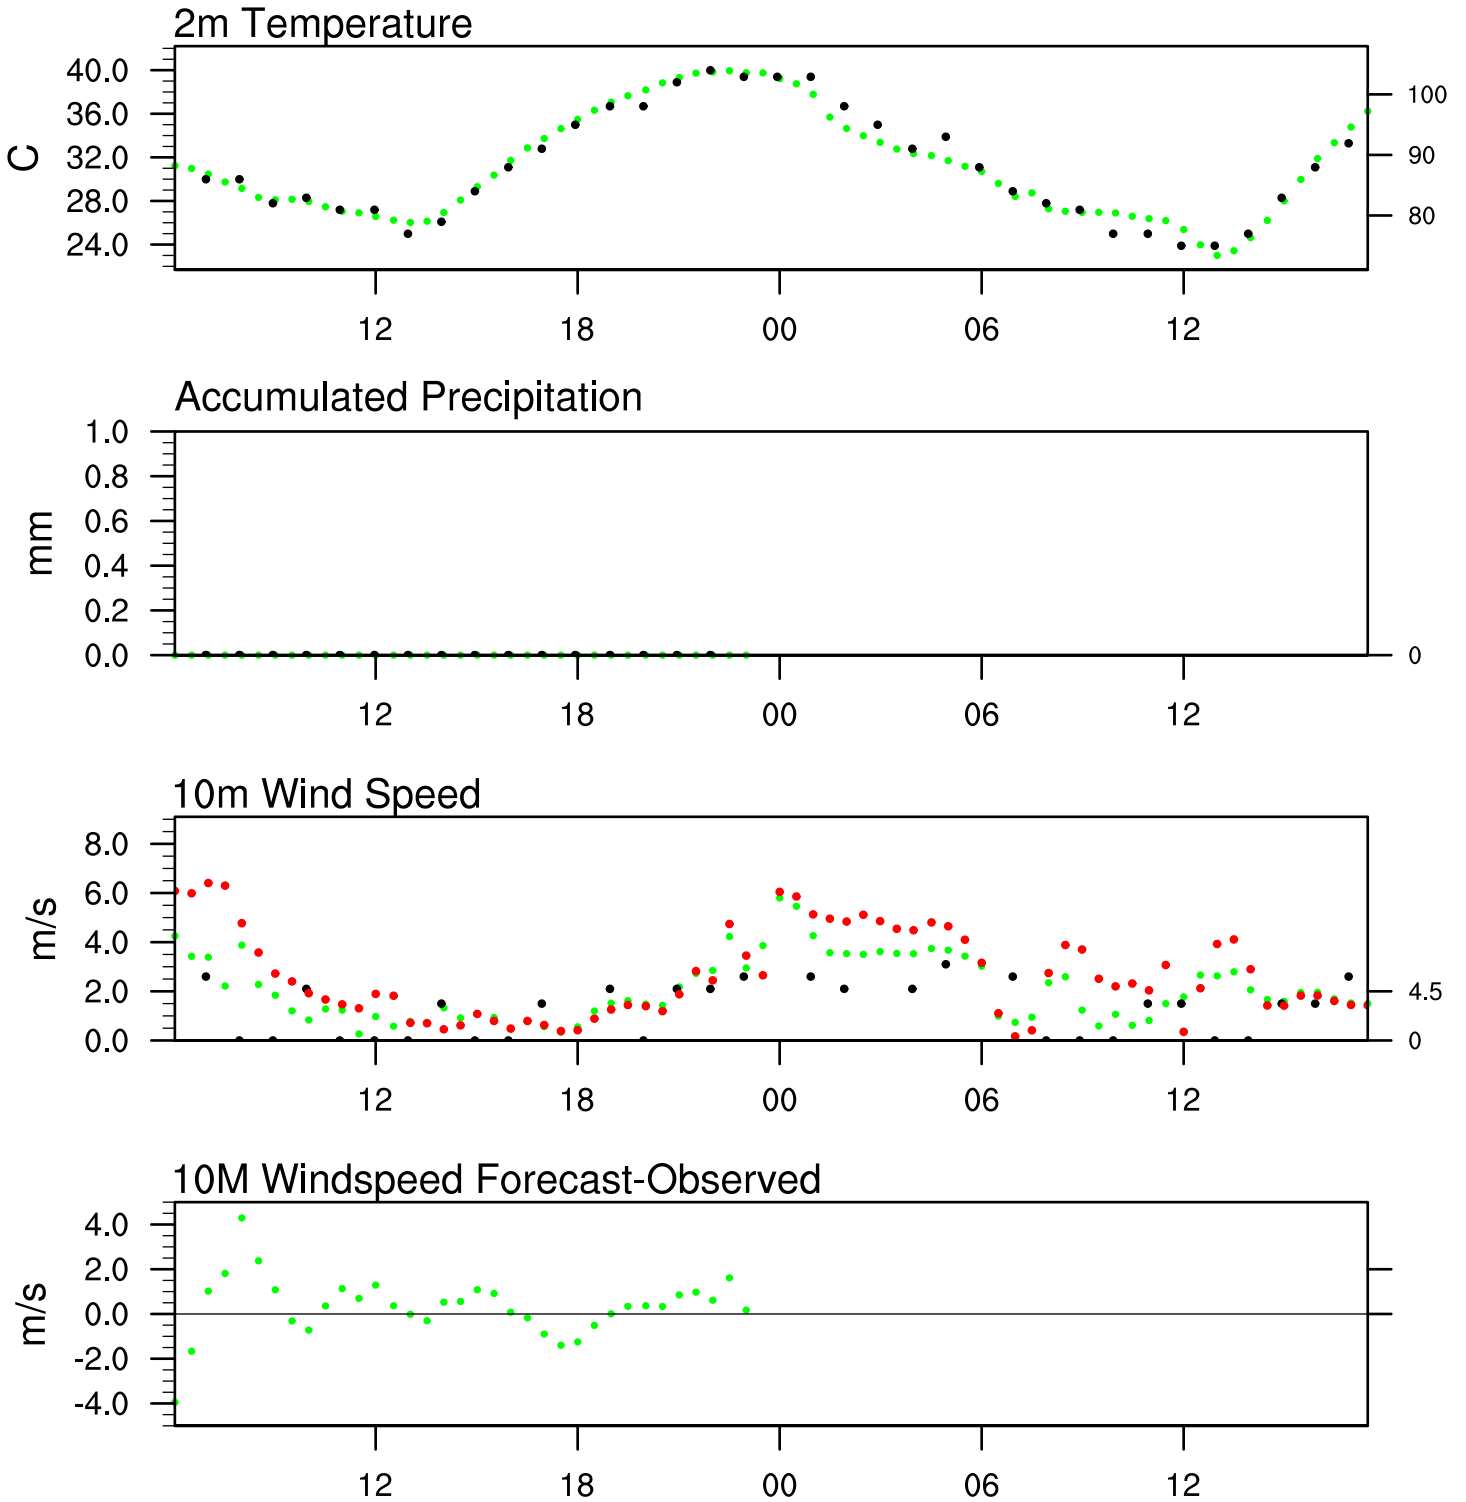 2m Temperature
40.0
36.0
32.0
28.0
24.0
C
100
90
80
12 18 00 06 12
Accumulated Precipitation
1.0
0.8
0.6
0.4
0.2
0.0
mm
0
12 18 00 06 12
10m Wind Speed
8.0
6.0
4.0
2.0
0.0
m/s
4.5
0
12 18 00 06 12
10M Windspeed Forecast-Observed
4.0
2.0
0.0
-2.0
-4.0
m/s
12 18 00 06 12